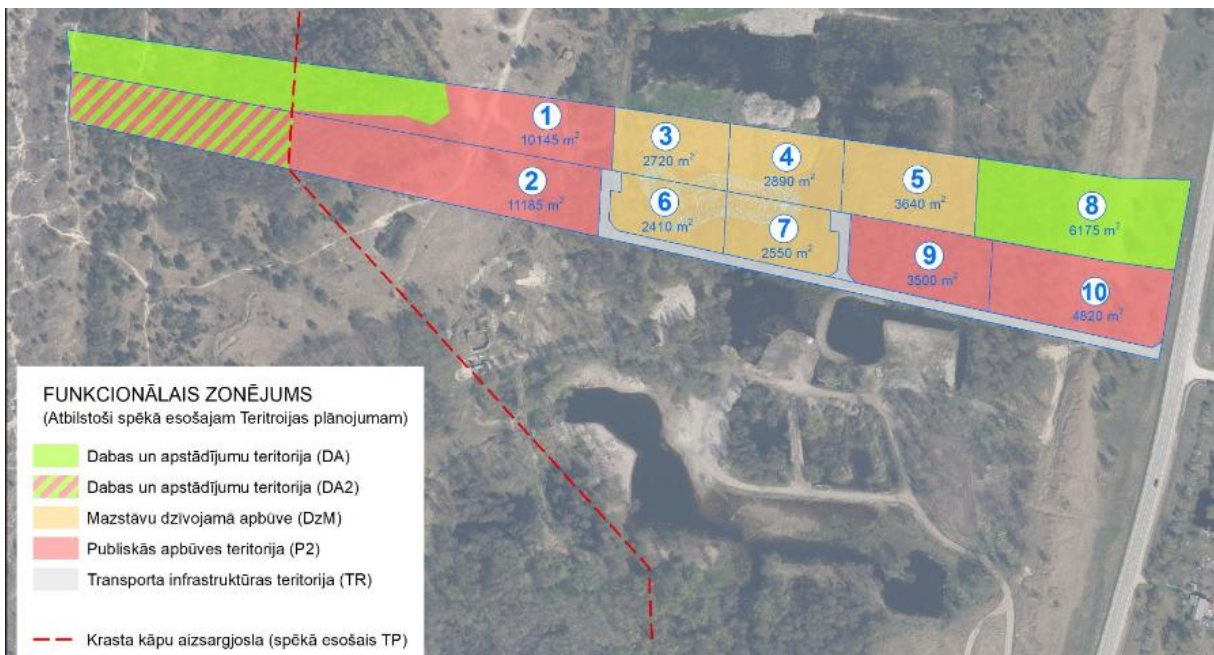 1
10145 m²
2
11185 m²
3
2720 m²
4
2890 m²
5
3640 m²
6
2410 m²
7
2550 m²
8
6175 m²
9
3500 m²
10
4820 m²
FUNKCIONĀLAIS ZONĒJUMS
(Atbilstoši spēkā esošajam Teritrojas plānojumam)
Dabas un apstādījumu teritorija (DA)
Dabas un apstādījumu teritorija (DA2)
Mazstāvu dzīvojamā apbūve (DzM)
Publiskās apbūves teritorija (P2)
Transporta infrastruktūras teritorija (TR)
Krasta kāpu aizsargjosla (spēkā esošais TP)